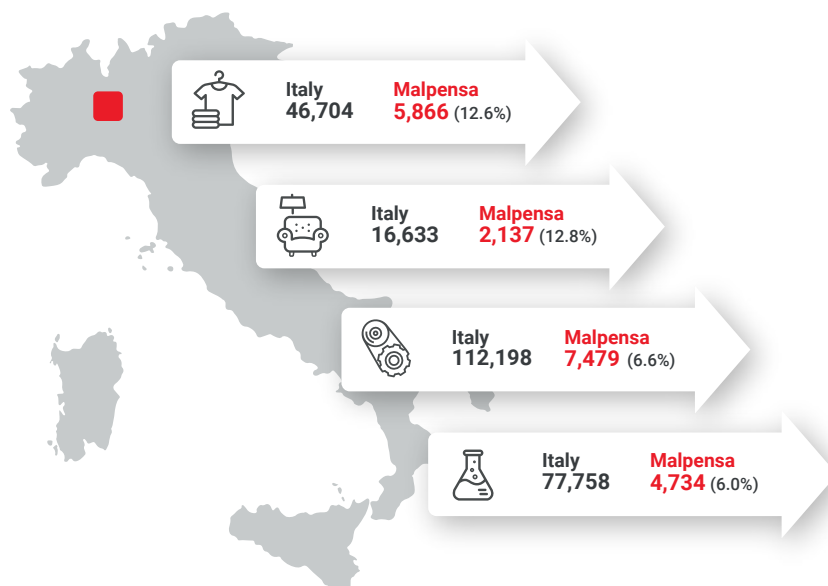 Italy Malpensa
46,704 5,866 (12.6%)
Italy Malpensa
16,633 2,137 (12.8%)
Italy Malpensa
112,198 7,479 (6.6%)
Italy Malpensa
77,758 4,734 (6.0%)